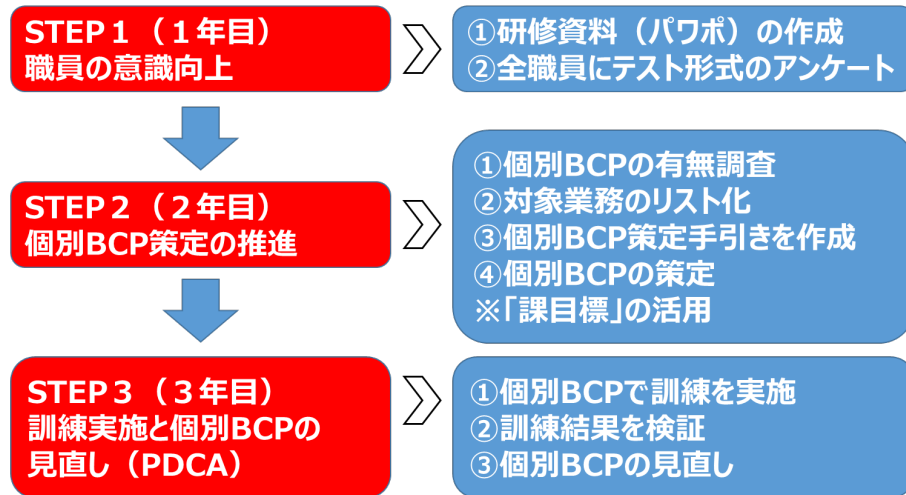 STEP１（１年目）
職員の意識向上
①研修資料（パワポ）の作成
②全職員にテスト形式のアンケート
STEP２（２年目）
個別BCP策定の推進
①個別BCPの有無調査
②対象業務のリスト化
③個別BCP策定手引きを作成
④個別BCPの策定
※「課目標」の活用
STEP３（３年目）
訓練実施と個別BCPの
見直し（PDCA）
①個別BCPで訓練を実施
②訓練結果を検証
③個別BCPの見直し